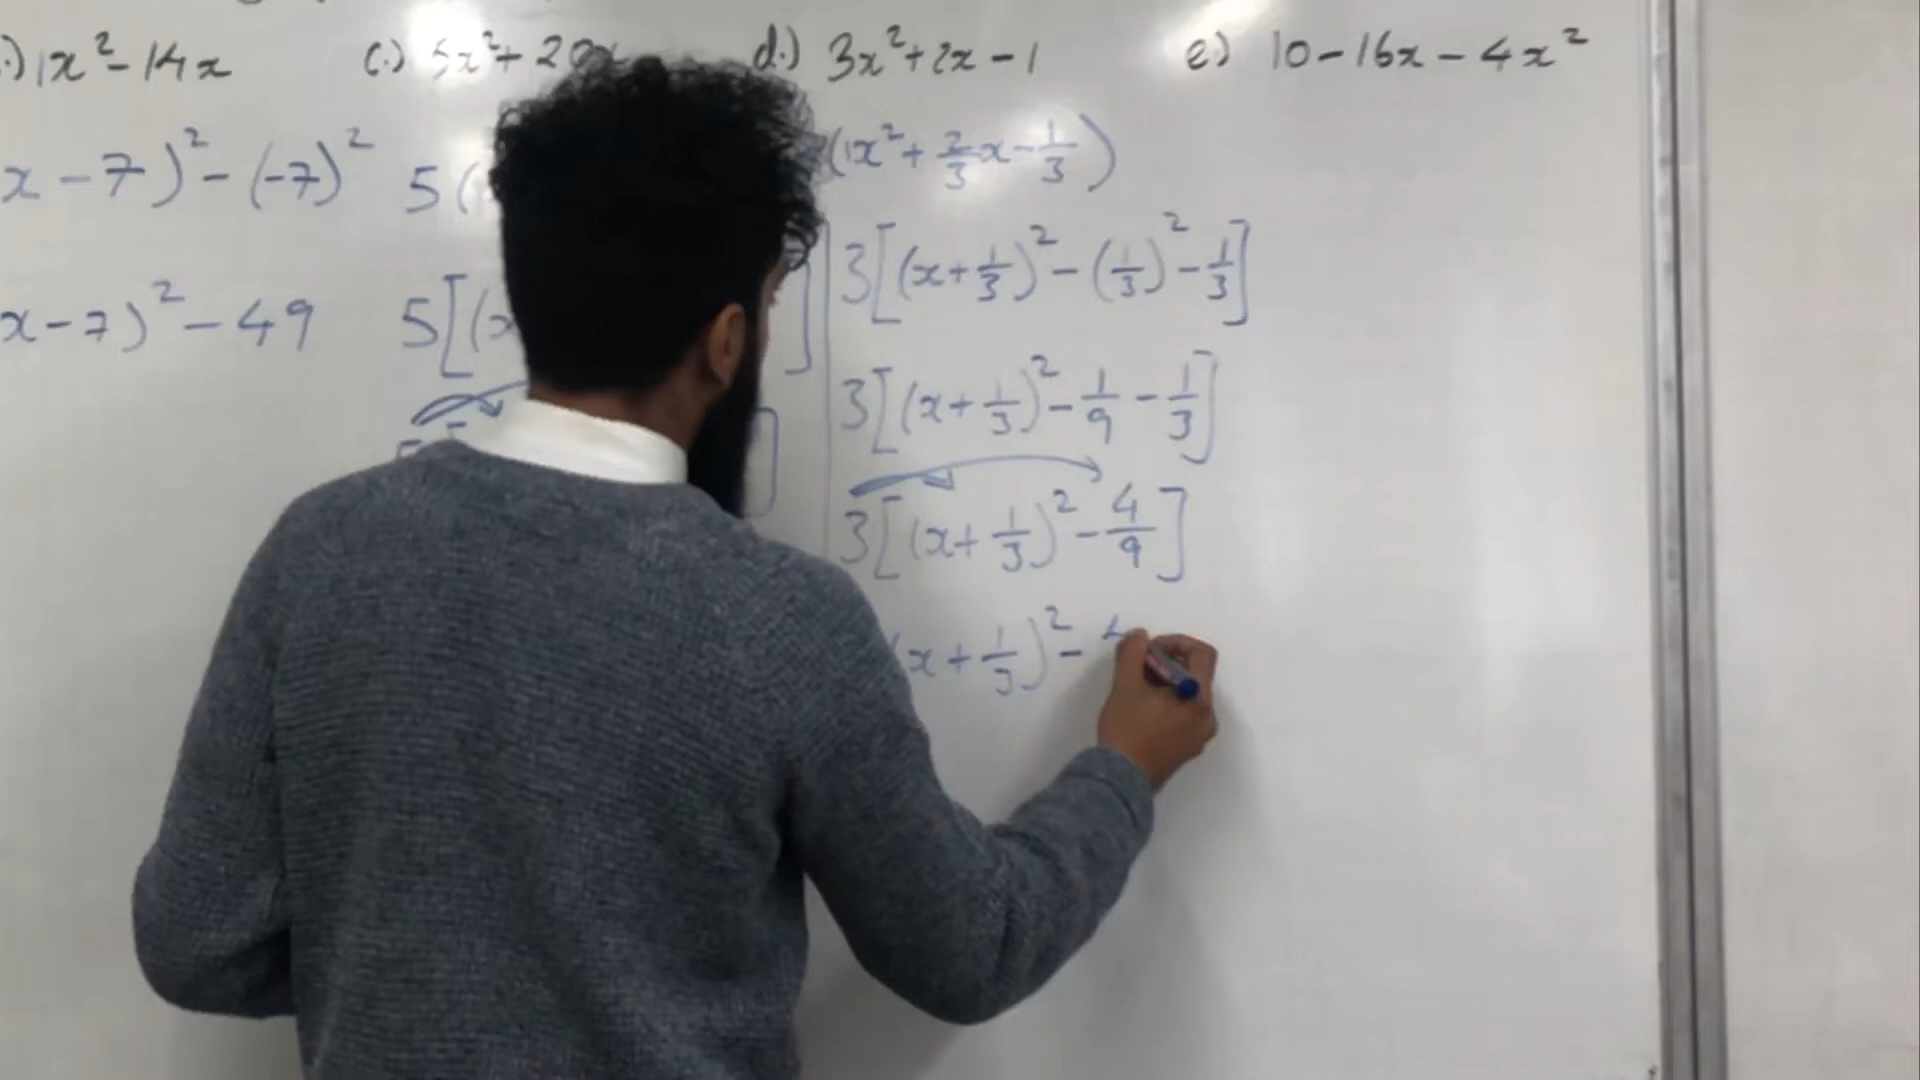 .) 1x² - 14x
c.) 5x² + 20x
d.) 3x² + 2x - 1
e) 10 - 16x - 4x²
x - 7)² - (-7)²
x - 7)² - 49
5(
5[(x ]
(1x² + 2/3x - 1/3)
3[(x + 1/3)² - (1/3)² - 1/3]
3[(x + 1/3)² - 1/9 - 1/3]
3[(x + 1/3)² - 4/9]
(x + 1/3)² - 4